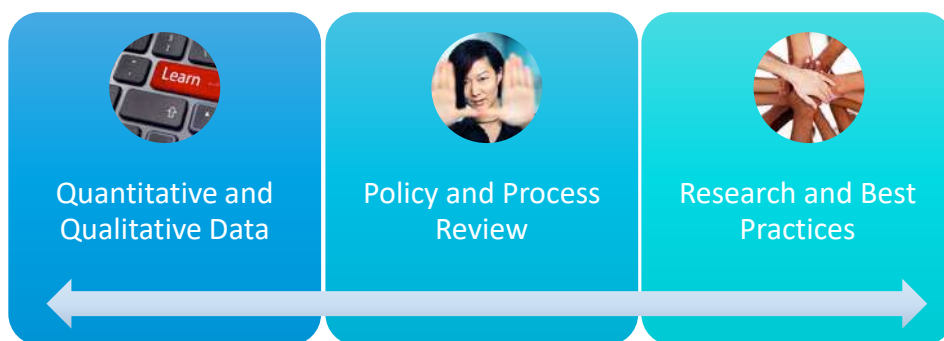 Learn
Quantitative and
Qualitative Data
Policy and Process
Review
Research and Best
Practices